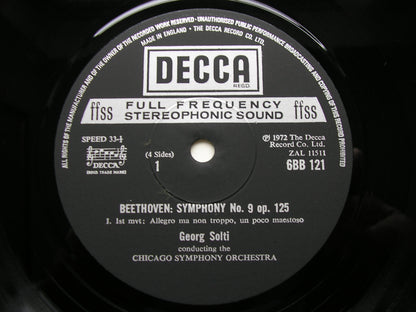 ALL RIGHTS OF THE MANUFACTURER AND OF THE OWNER OF THE RECORDED WORK RESERVED · UNAUTHORISED PUBLIC PERFORMANCE BROADCASTING AND COPYING OF THIS RECORD PROHIBITED
MADE IN ENGLAND · THE DECCA RECORD CO. LTD.
DECCA
REGD.
ffss FULL FREQUENCY ffss
STEREOPHONIC SOUND
SPEED 33⅓
DECCA
(4 Sides)
1
℗ 1972 The Decca
Record Co. Ltd.
ZAL 11511
6BB 121
BEETHOVEN: SYMPHONY No. 9 op. 125
1. 1st mvt: Allegro ma non troppo, un poco maestoso
Georg Solti
conducting the
CHICAGO SYMPHONY ORCHESTRA